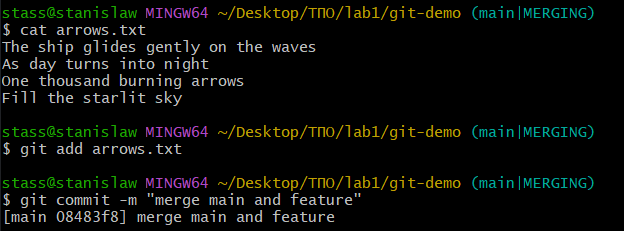 stass@stanislaw MINGW64 ~/Desktop/ТПО/lab1/git-demo (main|MERGING)
$ cat arrows.txt
The ship glides gently on the waves
As day turns into night
One thousand burning arrows
Fill the starlit sky
stass@stanislaw MINGW64 ~/Desktop/ТПО/lab1/git-demo (main|MERGING)
$ git add arrows.txt
stass@stanislaw MINGW64 ~/Desktop/ТПО/lab1/git-demo (main|MERGING)
$ git commit -m "merge main and feature"
[main 08483f8] merge main and feature